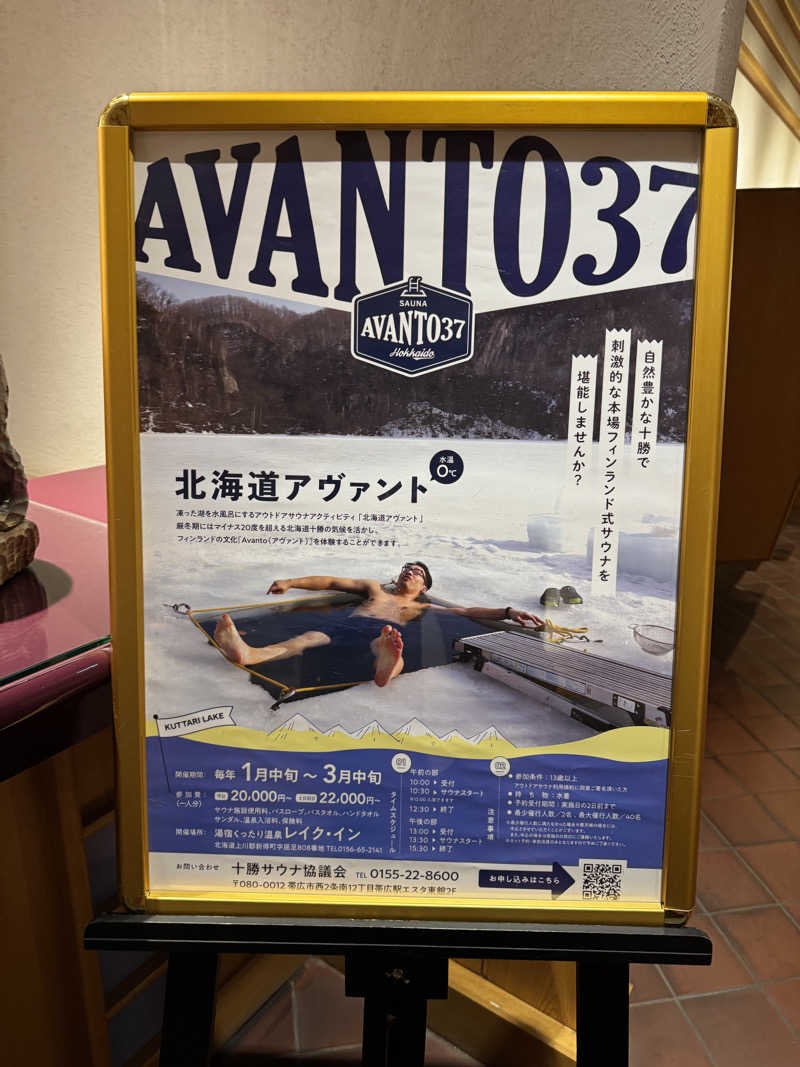 AVANTO37
SAUNA
AVANTO37
Hokkaido
自然豊かな十勝で
刺激的な本場フィンランド式サウナを
堪能しませんか？
水温
0℃
北海道アヴァント
凍った湖を水風呂にするアウトドアサウナアクティビティ「北海道アヴァント」
厳冬期にはマイナス20度を超える北海道十勝の気候を活かし、
フィンランドの文化「Avanto（アヴァント）」を体験することができます。
KUTTARI LAKE
開催期間： 毎年 1月中旬 〜 3月中旬
参加費：
（一人分）
20,000円〜
22,000円〜
サウナ施設使用料、バスローブ、バスタオル、ハンドタオル
サンダル、温泉入浴料、保険料
開催場所： 湯宿くったり温泉 レイク・イン
北海道上川郡新得町字屈足808番地 TEL0156-65-2141
01
タイムスケジュール
午前の部
10:00 ▶ 受付
10:30 ▶ サウナスタート
12:30 ▶ 終了
午後の部
13:00 ▶ 受付
13:30 ▶ サウナスタート
15:30 ▶ 終了
02
注意事項
● 参加条件：13歳以上
● 持ち物：水着
● 予約受付期間：実施日の2日前まで
● 最少催行人数／2名、最大催行人数／40名
お問い合わせ 十勝サウナ協議会 TEL 0155-22-8600
〒080-0012 帯広市西2条南12丁目帯広駅エスタ東館2F
お申し込みはこちら